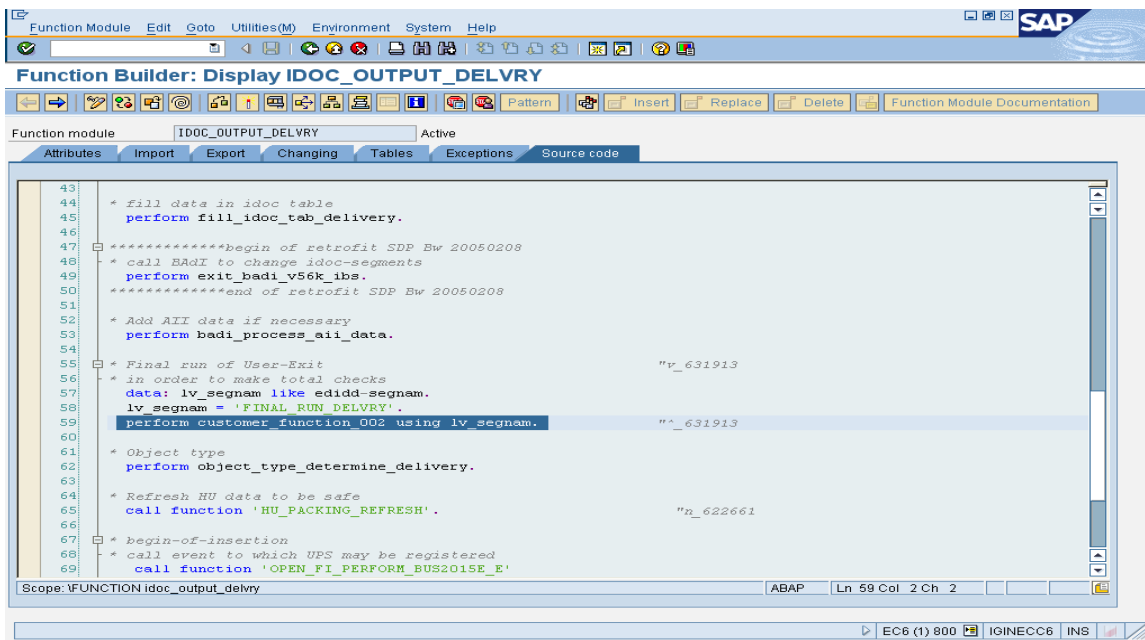 Function Module Edit Goto Utilities(M) Environment System Help
SAP
Function Builder: Display IDOC_OUTPUT_DELVRY
Pattern Insert Replace Delete Function Module Documentation
Function module IDOC_OUTPUT_DELVRY Active
Attributes Import Export Changing Tables Exceptions Source code
43
44 * fill data in idoc table
45 perform fill_idoc_tab_delivery.
46
47 *************begin of retrofit SDP Bw 20050208
48 * call BAdI to change idoc-segments
49 perform exit_badi_v56k_ibs.
50 *************end of retrofit SDP Bw 20050208
51
52 * Add AII data if necessary
53 perform badi_process_aii_data.
54
55 * Final run of User-Exit "v_631913
56 * in order to make total checks
57 data: lv_segnam like edidd-segnam.
58 lv_segnam = 'FINAL_RUN_DELVRY'.
59 perform customer_function_002 using lv_segnam. "^_631913
60
61 * Object type
62 perform object_type_determine_delivery.
63
64 * Refresh HU data to be safe
65 call function 'HU_PACKING_REFRESH'. "n_622661
66
67 * begin-of-insertion
68 * call event to which UPS may be registered
69 call function 'OPEN_FI_PERFORM_BUS2015E_E'
Scope: \FUNCTION idoc_output_delvry ABAP Ln 59 Col 2 Ch 2
EC6 (1) 800 IGINECC6 INS